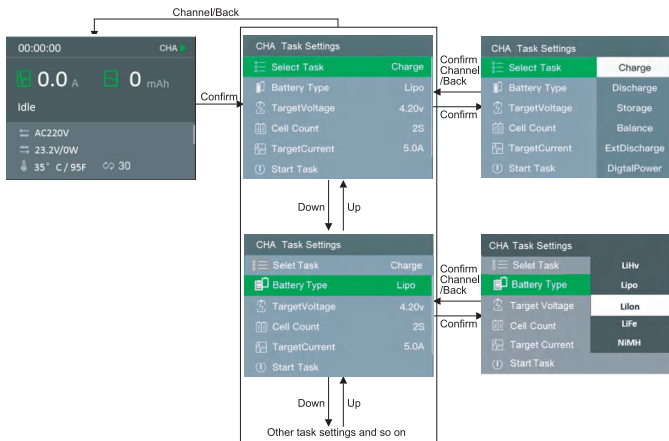 Channel/Back
00:00:00 CHA
0.0 A 0 mAh
Idle
AC220V
23.2V/0W
35° C / 95F 30
Confirm
CHA Task Settings
Select Task Charge
Battery Type Lipo
TargetVoltage 4.20v
Cell Count 2S
TargetCurrent 5.0A
Start Task
Confirm
Channel
/Back
Confirm
CHA Task Settings
Select Task Charge
Battery Type Discharge
TargetVoltage Storage
Cell Count Balance
TargetCurrent ExtDischarge
Start Task DigtalPower
Down Up
CHA Task Settings
Selet Task Charge
Battery Type Lipo
TargetVoltage 4.20v
Cell Count 2S
TargetCurrent 5.0A
Start Task
Confirm
Channel
/Back
Confirm
CHA Task Settings
Selet Task LiHv
Battery Type Lipo
Target Voltage LiIon
Cell Count LiFe
Target Current NiMH
Start Task
Down Up
Other task settings and so on